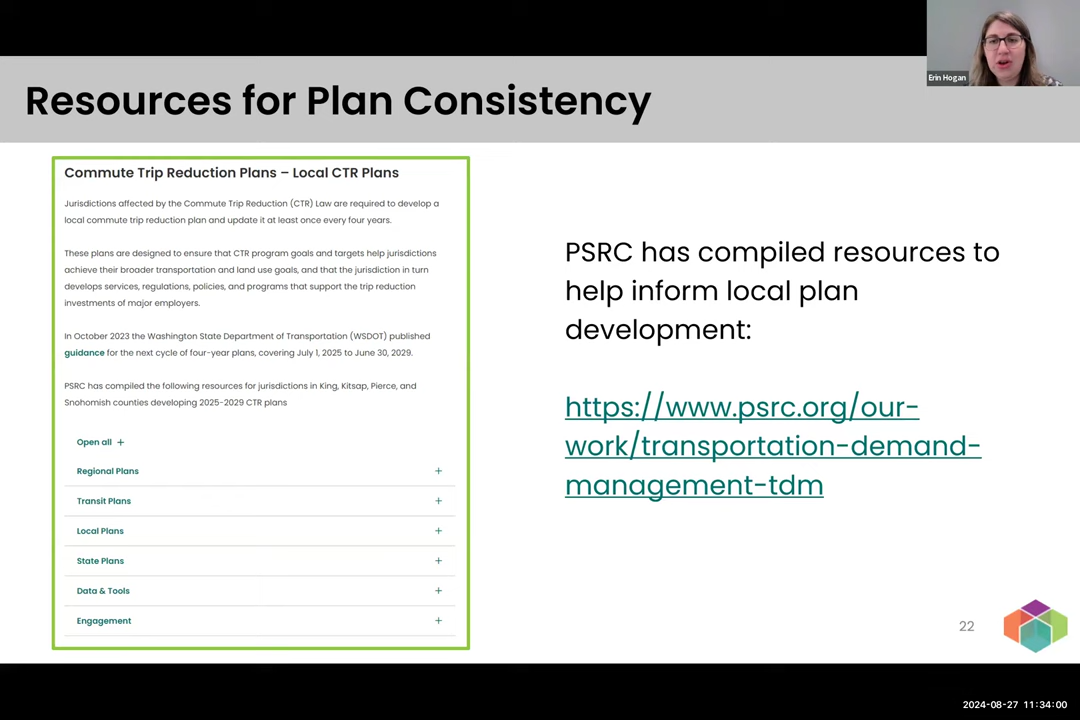 Erin Hogan
Resources for Plan Consistency
Commute Trip Reduction Plans – Local CTR Plans
Jurisdictions affected by the Commute Trip Reduction (CTR) Law are required to develop a
local commute trip reduction plan and update it at least once every four years.
These plans are designed to ensure that CTR program goals and targets help jurisdictions
achieve their broader transportation and land use goals, and that the jurisdiction in turn
develops services, regulations, policies, and programs that support the trip reduction
investments of major employers.
In October 2023 the Washington State Department of Transportation (WSDOT) published
guidance for the next cycle of four-year plans, covering July 1, 2025 to June 30, 2029.
PSRC has compiled the following resources for jurisdictions in King, Kitsap, Pierce, and
Snohomish counties developing 2025-2029 CTR plans
Open all +
Regional Plans +
Transit Plans +
Local Plans +
State Plans +
Data & Tools +
Engagement +
PSRC has compiled resources to
help inform local plan
development:
https://www.psrc.org/our-
work/transportation-demand-
management-tdm
22
2024-08-27 11:34:00